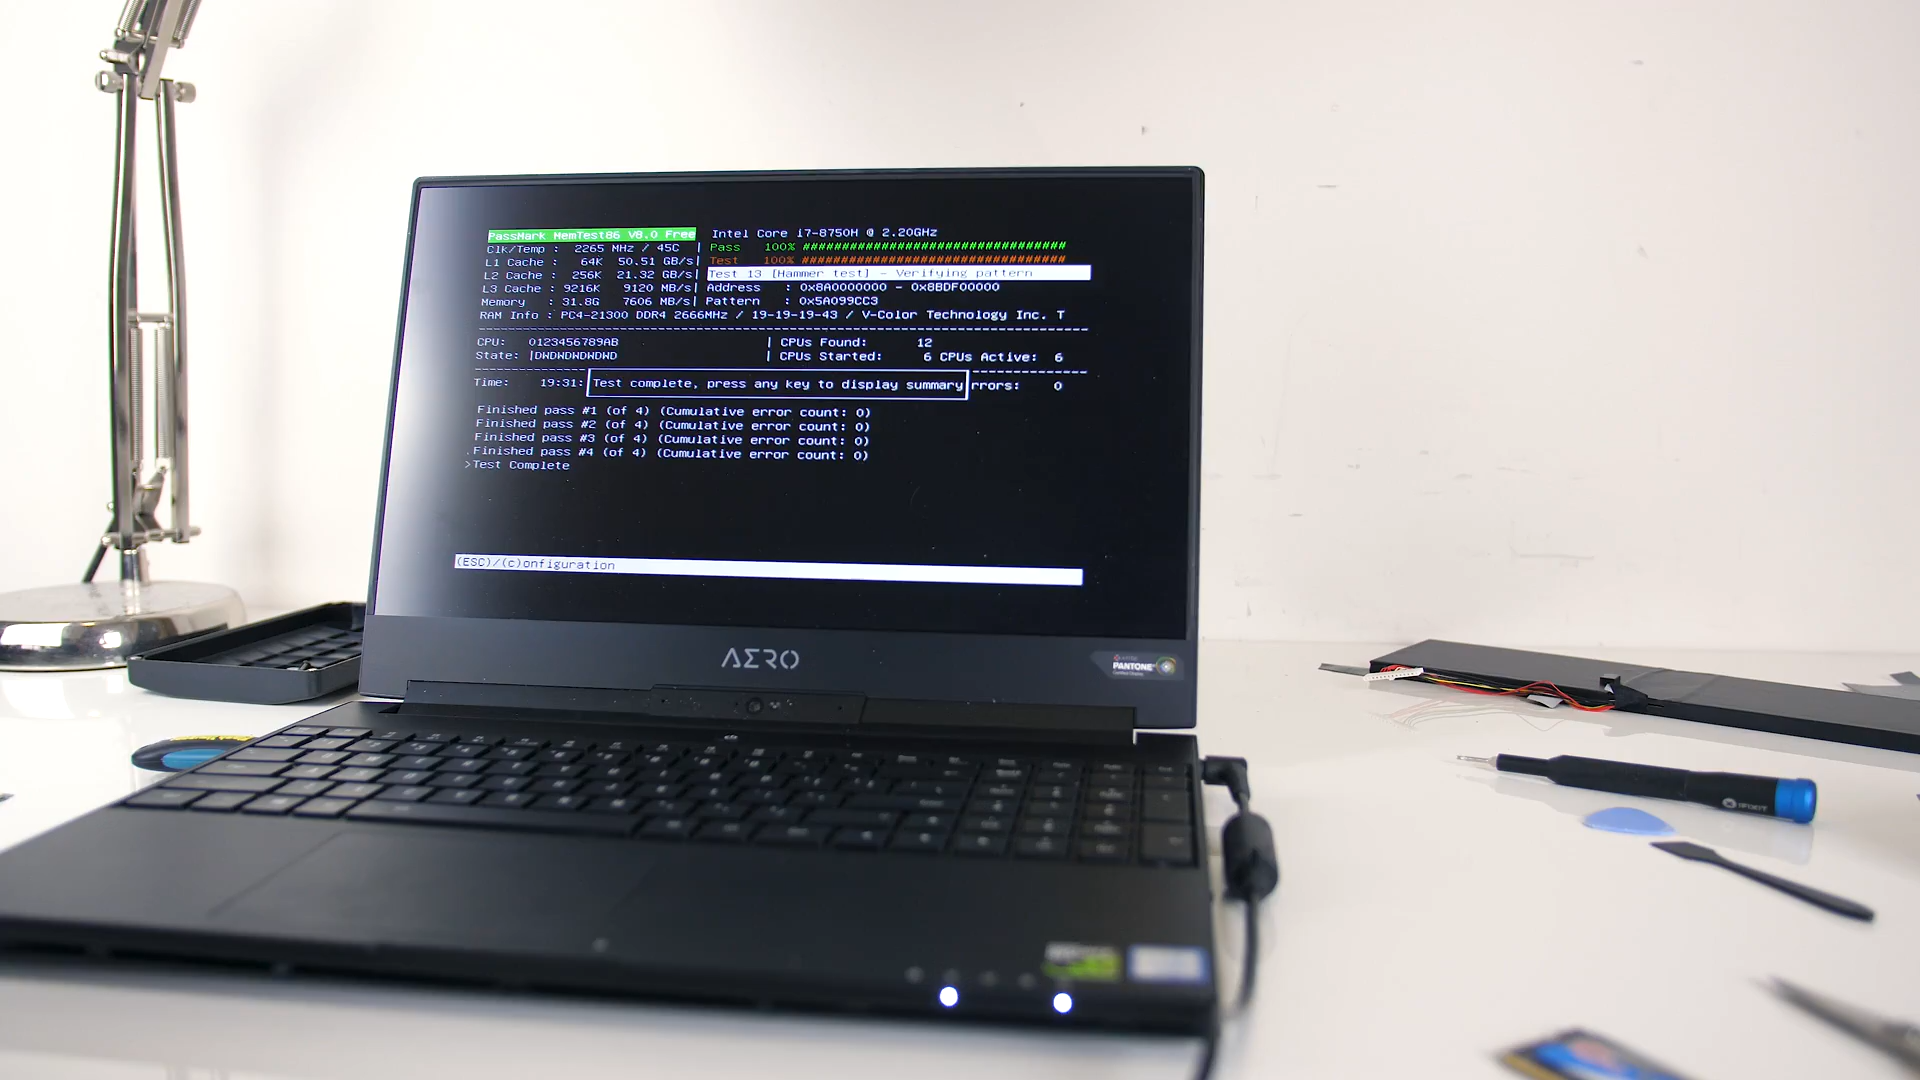 PassMark MemTest86 V8.0 Free Intel Core i7-8750H @ 2.20GHz
Clk/Temp : 2265 MHz / 45C | Pass 100% ##################################
L1 Cache : 64K 50.51 GB/s| Test 100% ##################################
L2 Cache : 256K 21.32 GB/s| Test 13 [Hammer test] - Verifying pattern
L3 Cache : 9216K 9120 MB/s| Address : 0x8A0000000 - 0x8BDF00000
Memory : 31.8G 7606 MB/s| Pattern : 0x5A099CC3
RAM Info : PC4-21300 DDR4 2666MHz / 19-19-19-43 / V-Color Technology Inc. T
CPU: 0123456789AB | CPUs Found: 12
State: |DWDWDWDWDWD | CPUs Started: 6 CPUs Active: 6
Time: 19:31: Test complete, press any key to display summary rrors: 0
Finished pass #1 (of 4) (Cumulative error count: 0)
Finished pass #2 (of 4) (Cumulative error count: 0)
Finished pass #3 (of 4) (Cumulative error count: 0)
Finished pass #4 (of 4) (Cumulative error count: 0)
>Test Complete
(ESC)/(c)onfiguration
AERO
PANTONE
IFIXIT